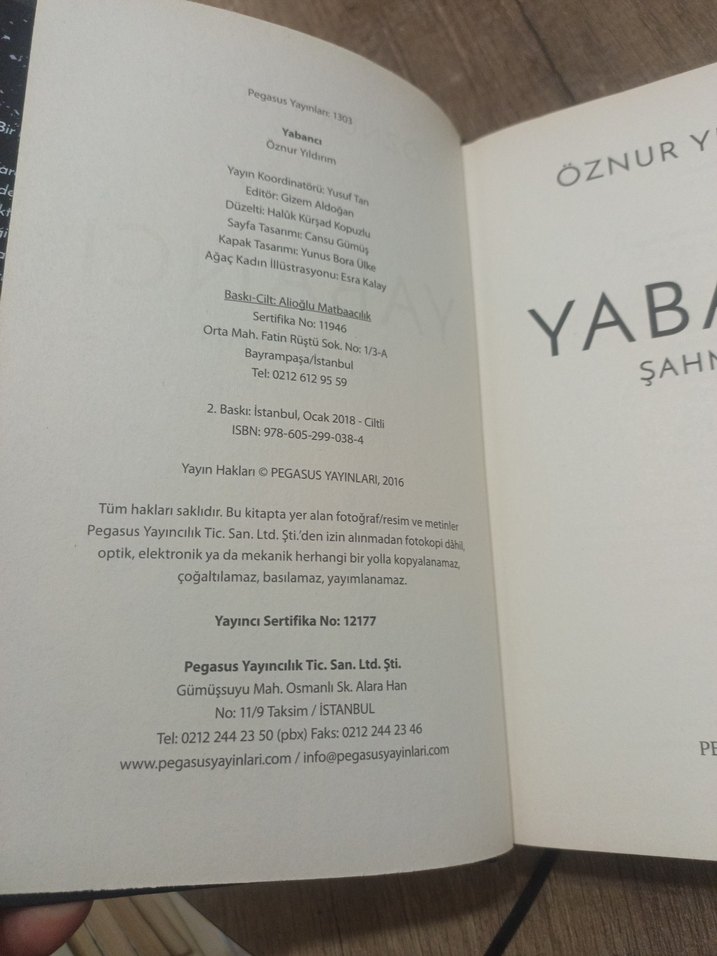 Pegasus Yayınları: 1303
Yabancı
Öznur Yıldırım
Yayın Koordinatörü: Yusuf Tan
Editör: Gizem Aldoğan
Düzelti: Halûk Kürşad Kopuzlu
Sayfa Tasarımı: Cansu Gümüş
Kapak Tasarımı: Yunus Bora Ülke
Ağaç Kadın İllüstrasyonu: Esra Kalay
Baskı-Cilt: Alioğlu Matbaacılık
Sertifika No: 11946
Orta Mah. Fatin Rüştü Sok. No: 1/3-A
Bayrampaşa/İstanbul
Tel: 0212 612 95 59
2. Baskı: İstanbul, Ocak 2018 - Ciltli
ISBN: 978-605-299-038-4
Yayın Hakları © PEGASUS YAYINLARI, 2016
Tüm hakları saklıdır. Bu kitapta yer alan fotoğraf/resim ve metinler
Pegasus Yayıncılık Tic. San. Ltd. Şti.'den izin alınmadan fotokopi dâhil,
optik, elektronik ya da mekanik herhangi bir yolla kopyalanamaz,
çoğaltılamaz, basılamaz, yayımlanamaz.
Yayıncı Sertifika No: 12177
Pegasus Yayıncılık Tic. San. Ltd. Şti.
Gümüşsuyu Mah. Osmanlı Sk. Alara Han
No: 11/9 Taksim / İSTANBUL
Tel: 0212 244 23 50 (pbx) Faks: 0212 244 23 46
www.pegasusyayinlari.com / info@pegasusyayinlari.com
ÖZNUR Y
YABA
ŞAHN
PE